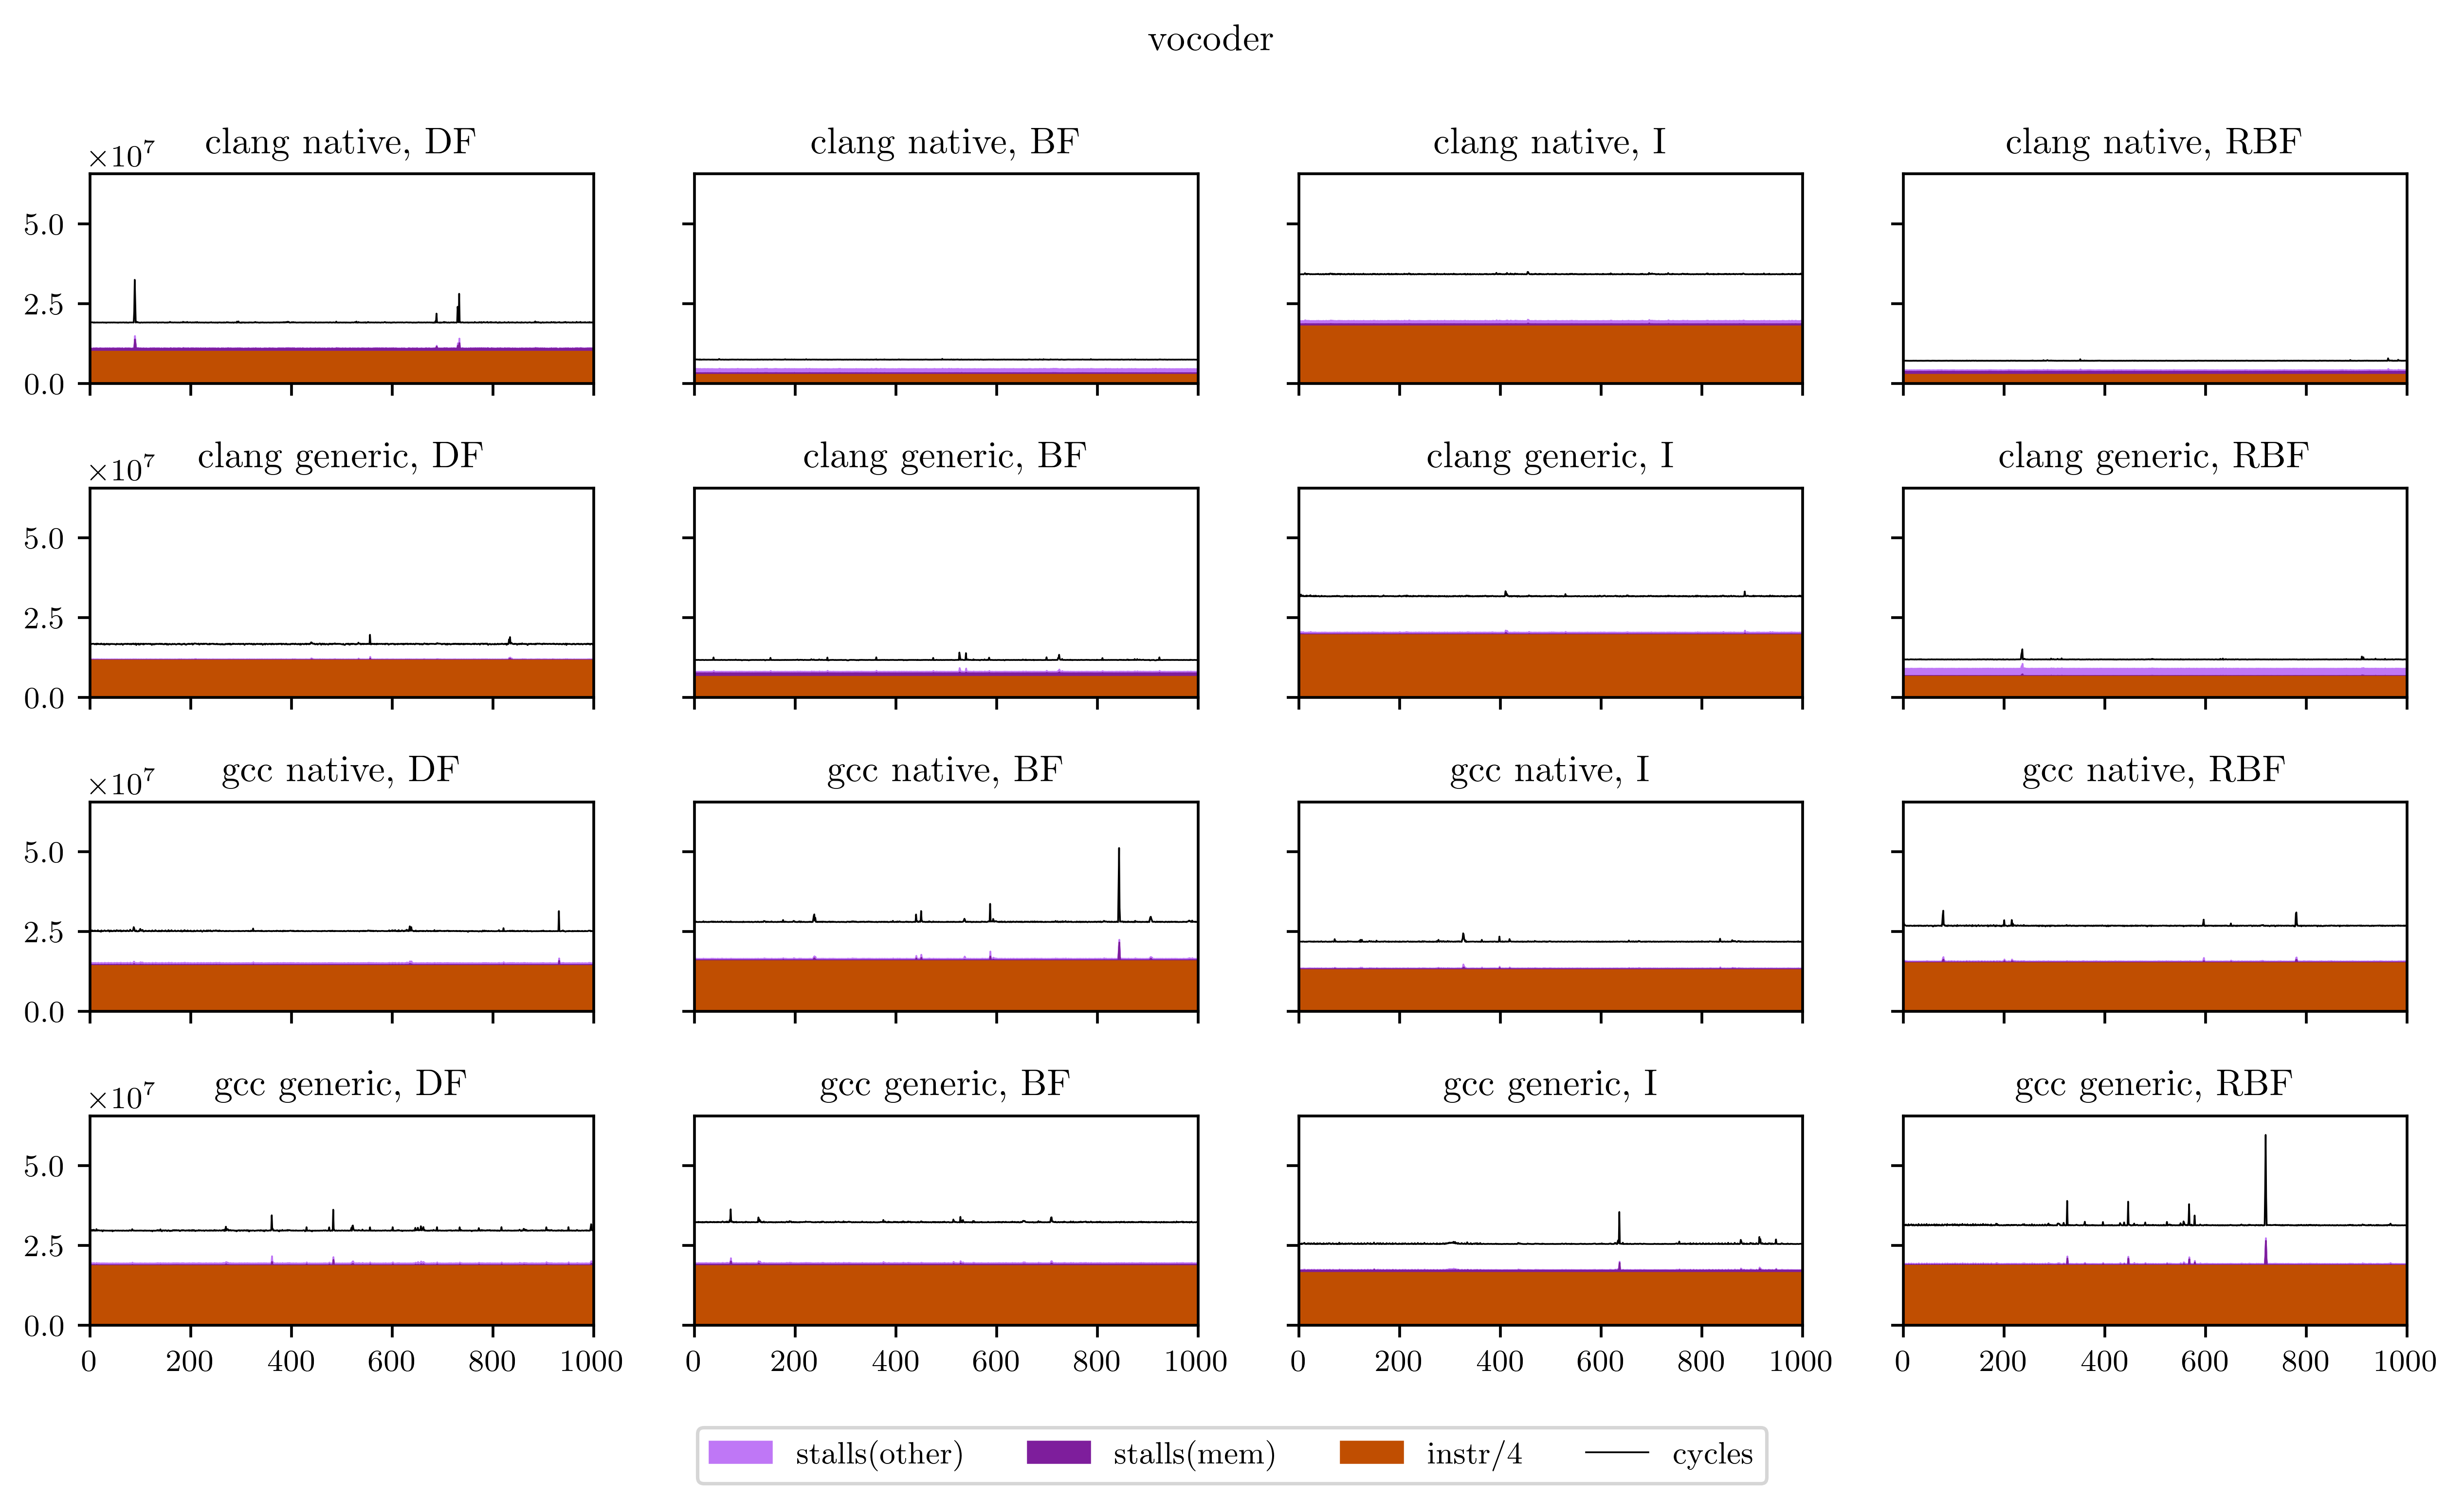 vocoder
clang native, DF
clang native, BF
clang native, I
clang native, RBF
×10⁷
5.0
2.5
0.0
clang generic, DF
clang generic, BF
clang generic, I
clang generic, RBF
×10⁷
5.0
2.5
0.0
gcc native, DF
gcc native, BF
gcc native, I
gcc native, RBF
×10⁷
5.0
2.5
0.0
gcc generic, DF
gcc generic, BF
gcc generic, I
gcc generic, RBF
×10⁷
5.0
2.5
0.0
0 200 400 600 800 1000
0 200 400 600 800 1000
0 200 400 600 800 1000
0 200 400 600 800 1000
stalls(other) stalls(mem) instr/4 cycles